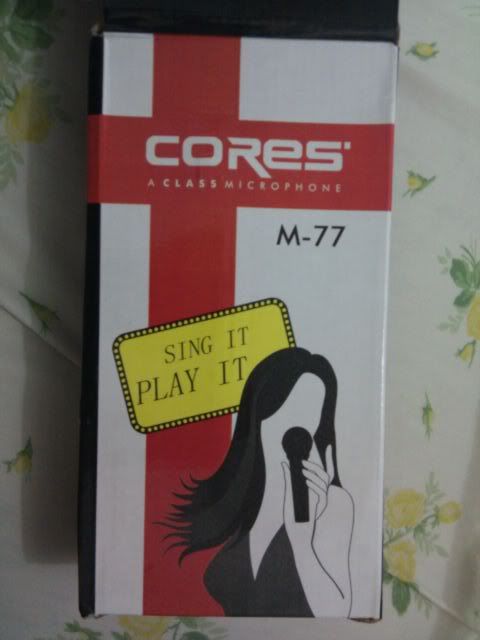 CORES
A CLASS MICROPHONE
M-77
SING IT
PLAY IT